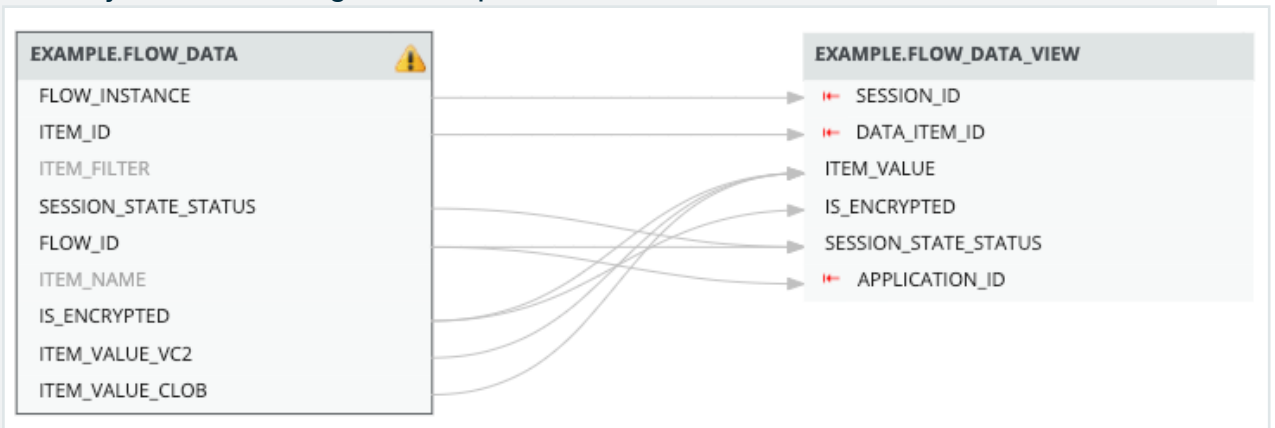 EXAMPLE.FLOW_DATA
FLOW_INSTANCE
ITEM_ID
ITEM_FILTER
SESSION_STATE_STATUS
FLOW_ID
ITEM_NAME
IS_ENCRYPTED
ITEM_VALUE_VC2
ITEM_VALUE_CLOB
EXAMPLE.FLOW_DATA_VIEW
SESSION_ID
DATA_ITEM_ID
ITEM_VALUE
IS_ENCRYPTED
SESSION_STATE_STATUS
APPLICATION_ID